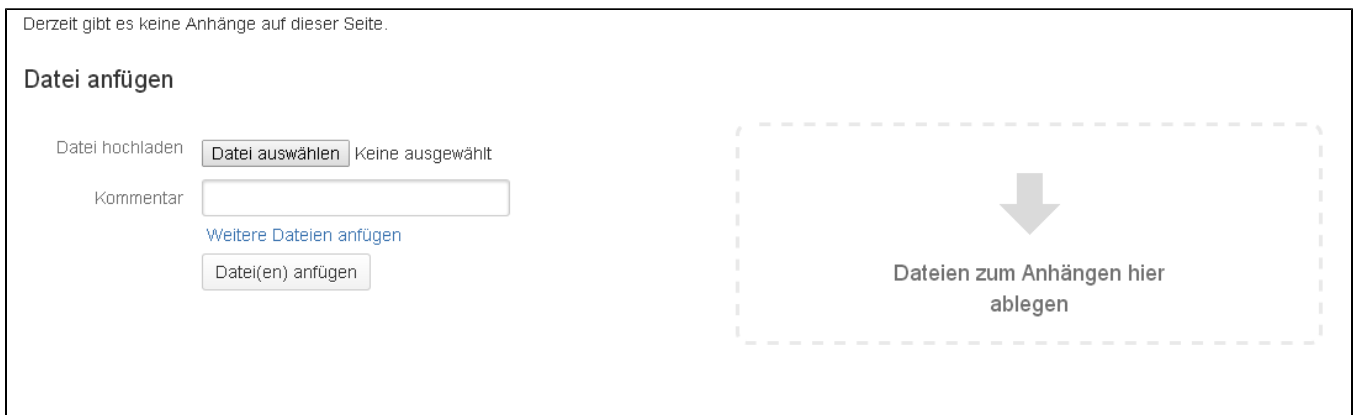 Derzeit gibt es keine Anhänge auf dieser Seite.
Datei anfügen
Datei hochladen Datei auswählen Keine ausgewählt
Kommentar
Weitere Dateien anfügen
Datei(en) anfügen
Dateien zum Anhängen hier
ablegen